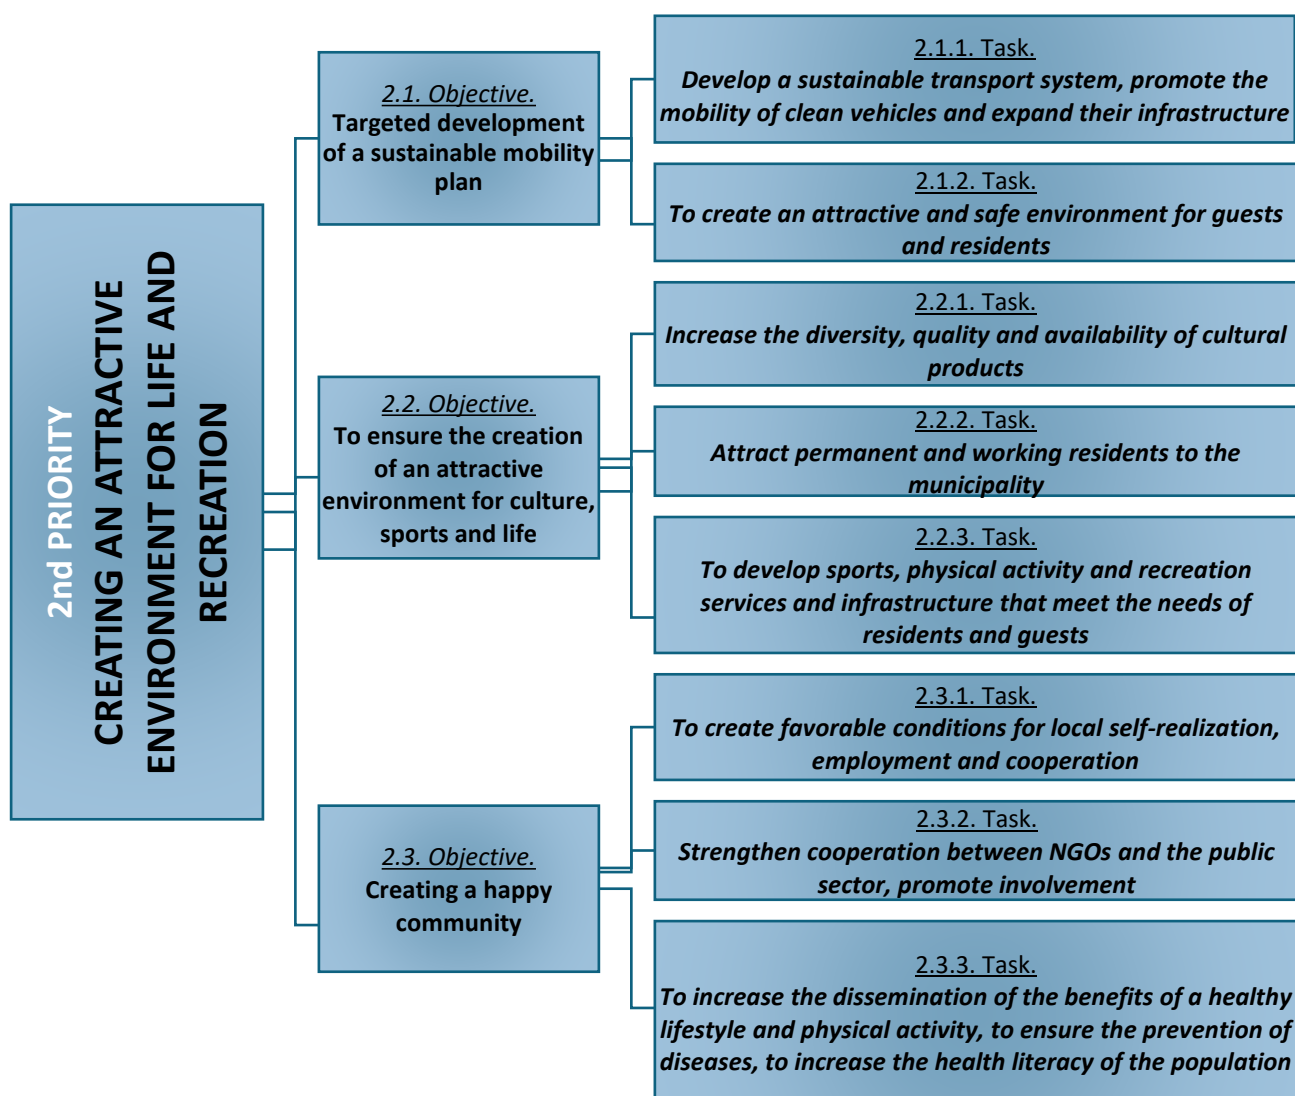 2nd PRIORITY
CREATING AN ATTRACTIVE
ENVIRONMENT FOR LIFE AND
RECREATION
2.1. Objective.
Targeted development
of a sustainable mobility
plan
2.1.1. Task.
Develop a sustainable transport system, promote the
mobility of clean vehicles and expand their infrastructure
2.1.2. Task.
To create an attractive and safe environment for guests
and residents
2.2. Objective.
To ensure the creation
of an attractive
environment for culture,
sports and life
2.2.1. Task.
Increase the diversity, quality and availability of cultural
products
2.2.2. Task.
Attract permanent and working residents to the
municipality
2.2.3. Task.
To develop sports, physical activity and recreation
services and infrastructure that meet the needs of
residents and guests
2.3. Objective.
Creating a happy
community
2.3.1. Task.
To create favorable conditions for local self-realization,
employment and cooperation
2.3.2. Task.
Strengthen cooperation between NGOs and the public
sector, promote involvement
2.3.3. Task.
To increase the dissemination of the benefits of a healthy
lifestyle and physical activity, to ensure the prevention of
diseases, to increase the health literacy of the population